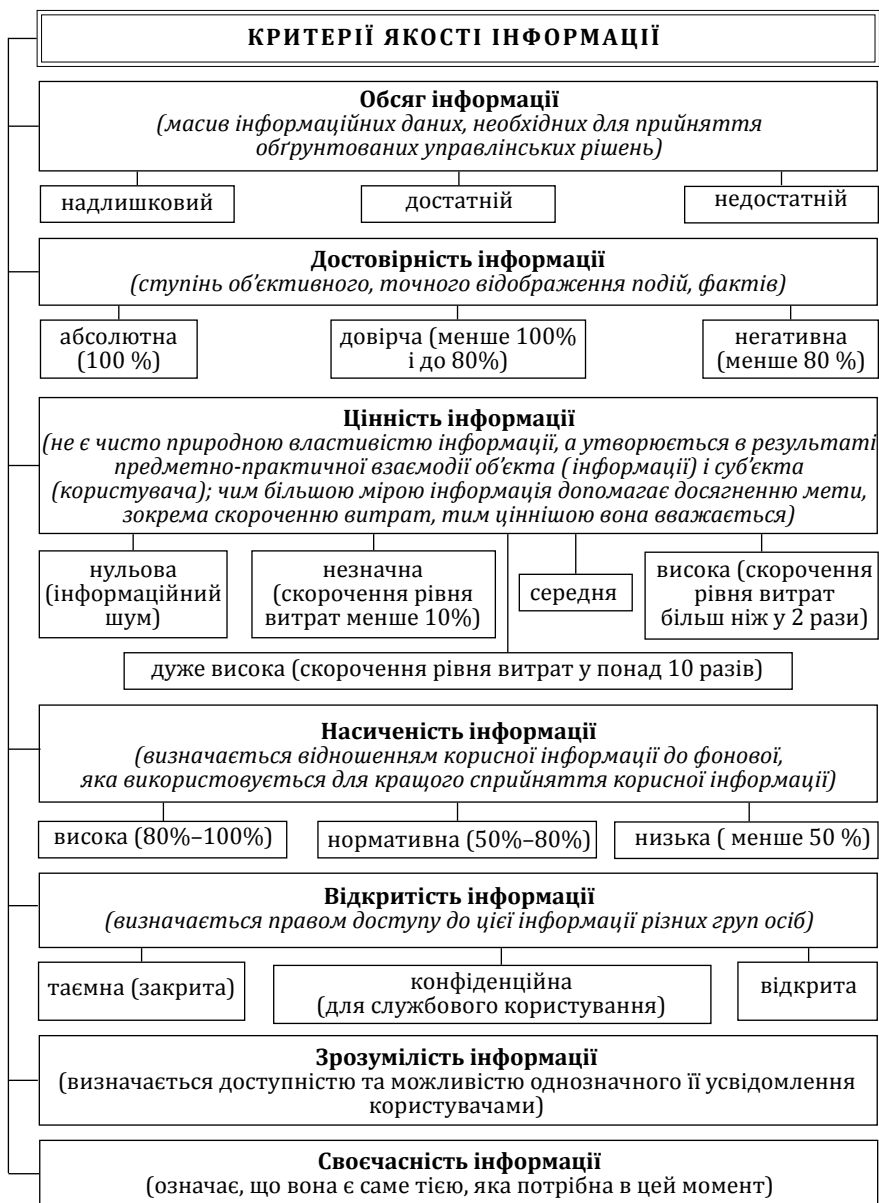 КРИТЕРІЇ ЯКОСТІ ІНФОРМАЦІЇ
Обсяг інформації
(масив інформаційних даних, необхідних для прийняття
обґрунтованих управлінських рішень)
надлишковий
достатній
недостатній
Достовірність інформації
(ступінь об’єктивного, точного відображення подій, фактів)
абсолютна
(100 %)
довірча (менше 100%
і до 80%)
негативна
(менше 80 %)
Цінність інформації
(не є чисто природною властивістю інформації, а утворюється в результаті
предметно-практичної взаємодії об’єкта (інформації) і суб’єкта
(користувача); чим більшою мірою інформація допомагає досягненню мети,
зокрема скороченню витрат, тим ціннішою вона вважається)
нульова
(інформаційний
шум)
незначна
(скорочення рівня
витрат менше 10%)
середня
висока (скорочення
рівня витрат
більш ніж у 2 рази)
дуже висока (скорочення рівня витрат у понад 10 разів)
Насиченість інформації
(визначається відношенням корисної інформації до фонової,
яка використовується для кращого сприйняття корисної інформації)
висока (80%–100%)
нормативна (50%–80%)
низька ( менше 50 %)
Відкритість інформації
(визначається правом доступу до цієї інформації різних груп осіб)
таємна (закрита)
конфіденційна
(для службового користування)
відкрита
Зрозумілість інформації
(визначається доступністю та можливістю однозначного її усвідомлення
користувачами)
Своєчасність інформації
(означає, що вона є саме тією, яка потрібна в цей момент)